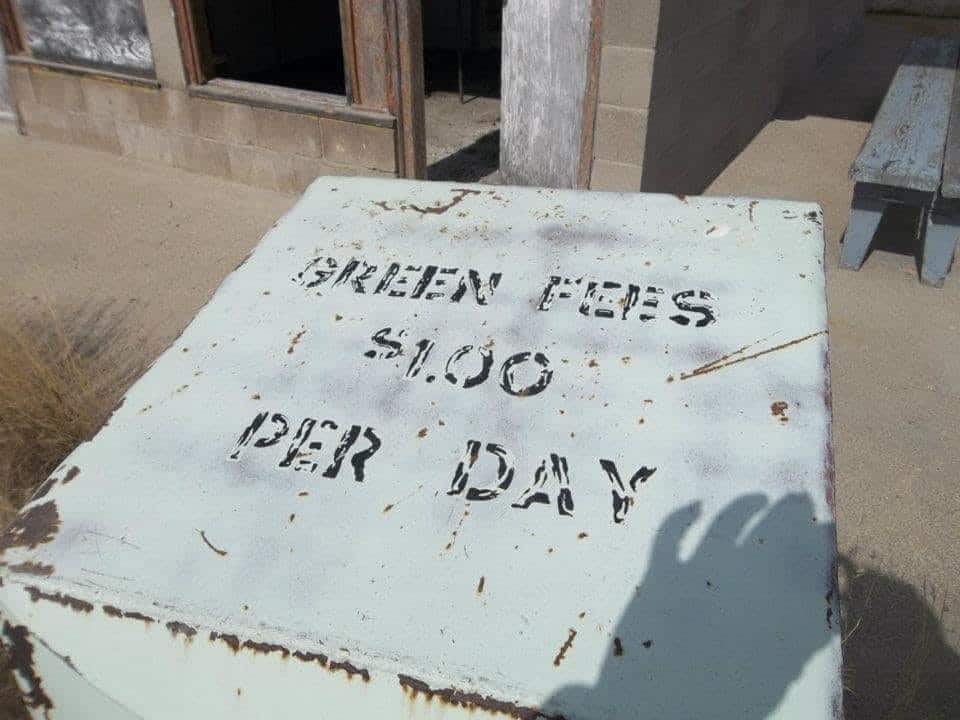 GREEN FEES
$1.00
PER DAY